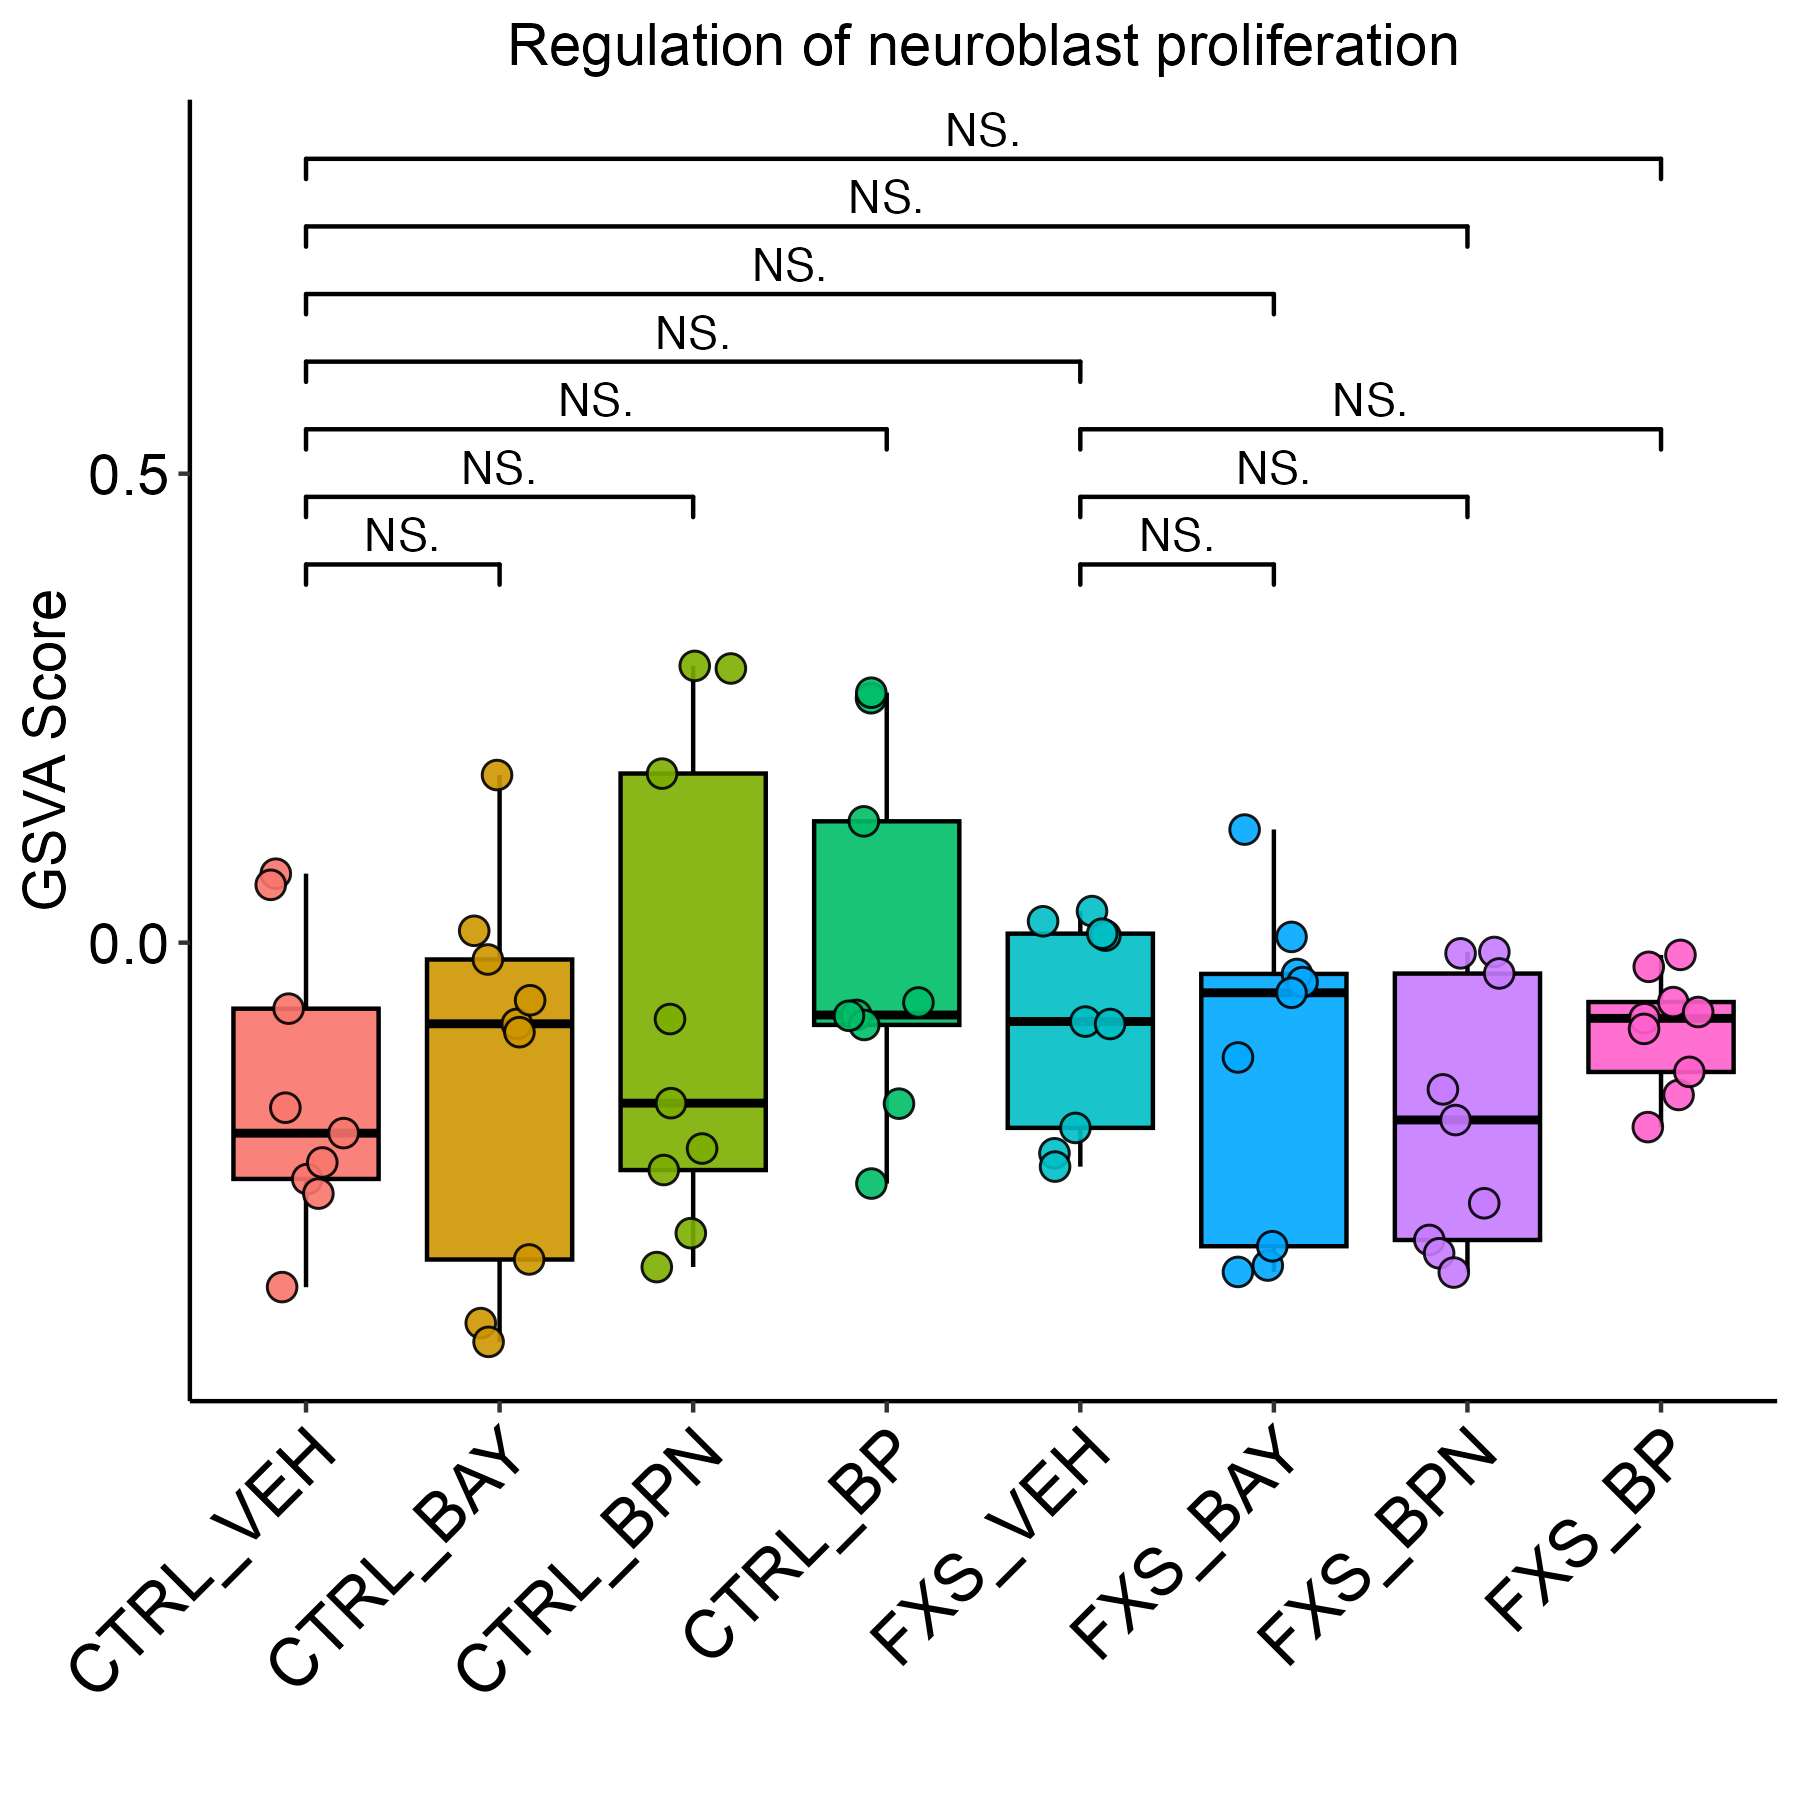 Regulation of neuroblast proliferation
NS.
NS.
NS.
NS.
NS.
NS.
NS.
NS.
NS.
NS.
GSVA Score
0.5
0.0
CTRL_VEH
CTRL_BAY
CTRL_BPN
CTRL_BP
FXS_VEH
FXS_BAY
FXS_BPN
FXS_BP